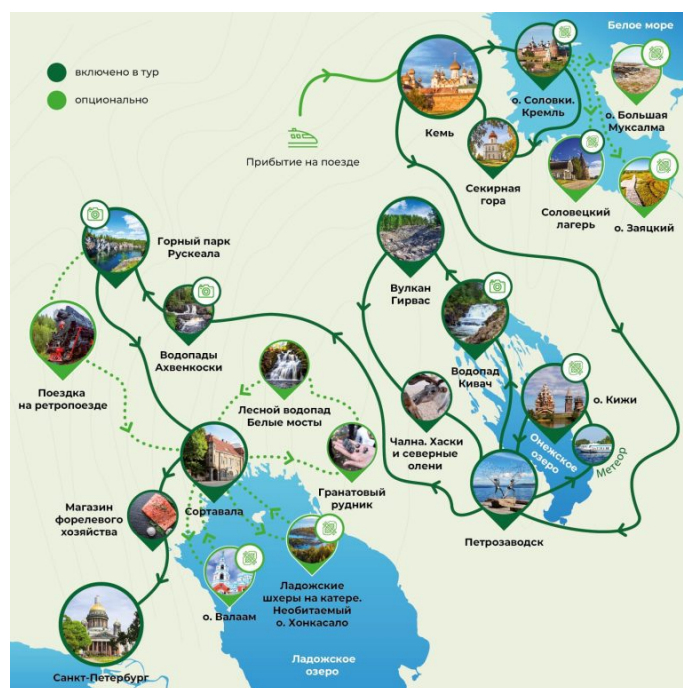 Белое море
включено в тур
опционально
Прибытие на поезде
Кемь
о. Соловки.
Кремль
о. Большая
Муксалма
Секирная
гора
Соловецкий
лагерь
о. Заяцкий
Горный парк
Рускеала
Вулкан
Гирвас
Водопады
Ахвенкоски
Водопад
Кивач
Поездка
на ретропоезде
Лесной водопад
Белые мосты
о. Кижи
Чална. Хаски
и северные
олени
Онежское
озеро
Метеор
Гранатовый
рудник
Магазин
форелевого
хозяйства
Сортавала
Петрозаводск
о. Валаам
Ладожские
шхеры на катере.
Необитаемый
о. Хонкасало
Ладожское
озеро
Санкт-Петербург